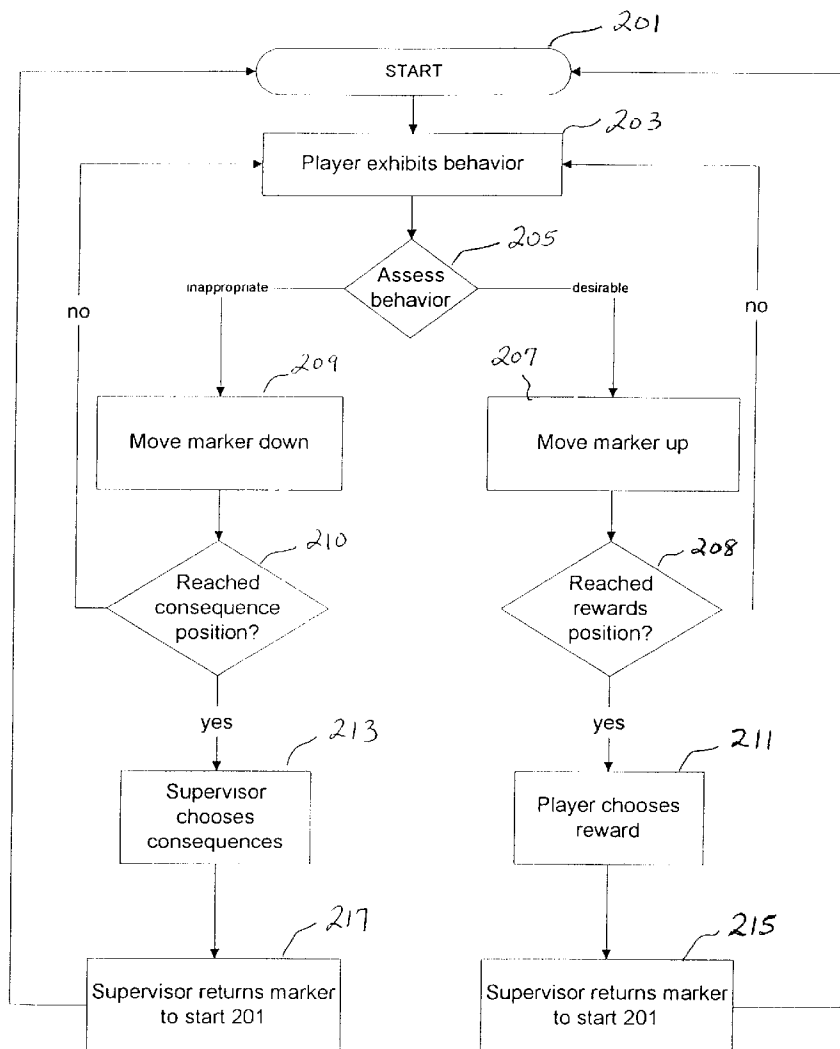 201
START
203
Player exhibits behavior
205
Assess
behavior
inappropriate
desirable
no
no
209
207
Move marker down
Move marker up
210
208
Reached
consequence
position?
Reached
rewards
position?
yes
yes
213
211
Supervisor
chooses
consequences
Player chooses
reward
217
215
Supervisor returns marker
to start 201
Supervisor returns marker
to start 201